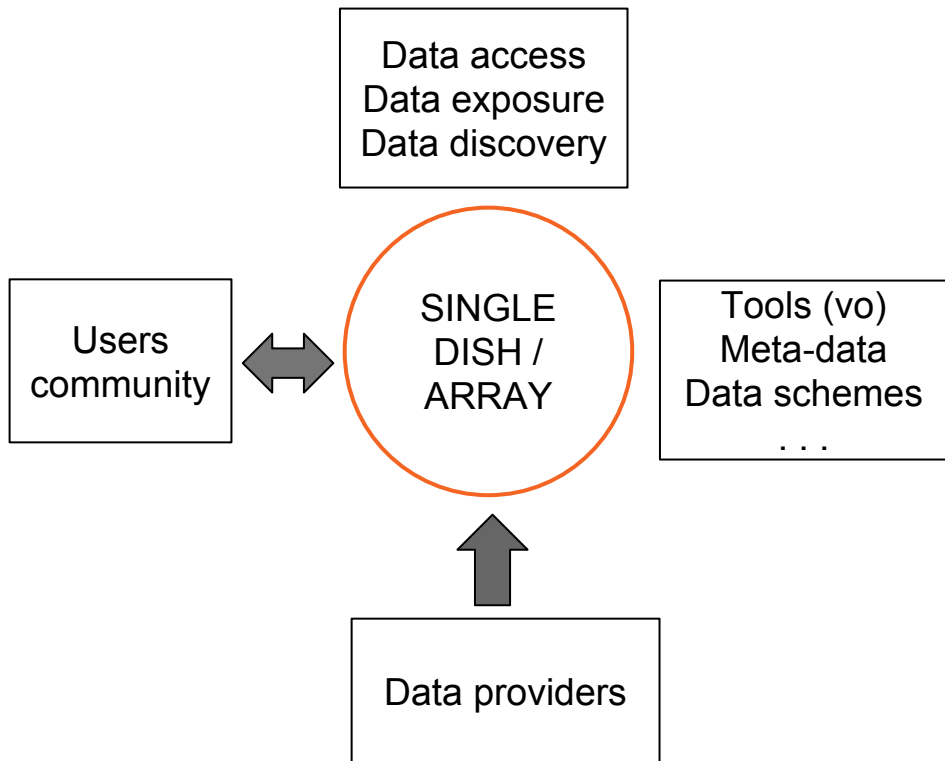 Data access
Data exposure
Data discovery
Users
community
SINGLE
DISH /
ARRAY
Tools (vo)
Meta-data
Data schemes
. . .
Data providers